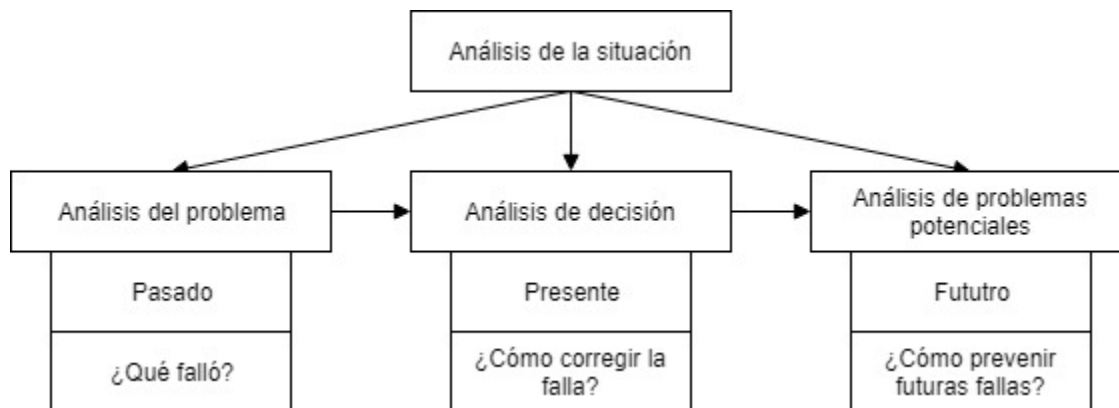 Análisis de la situación
Análisis del problema
Análisis de decisión
Análisis de problemas
potenciales
Pasado
Presente
Fututro
¿Qué falló?
¿Cómo corregir la
falla?
¿Cómo prevenir
futuras fallas?